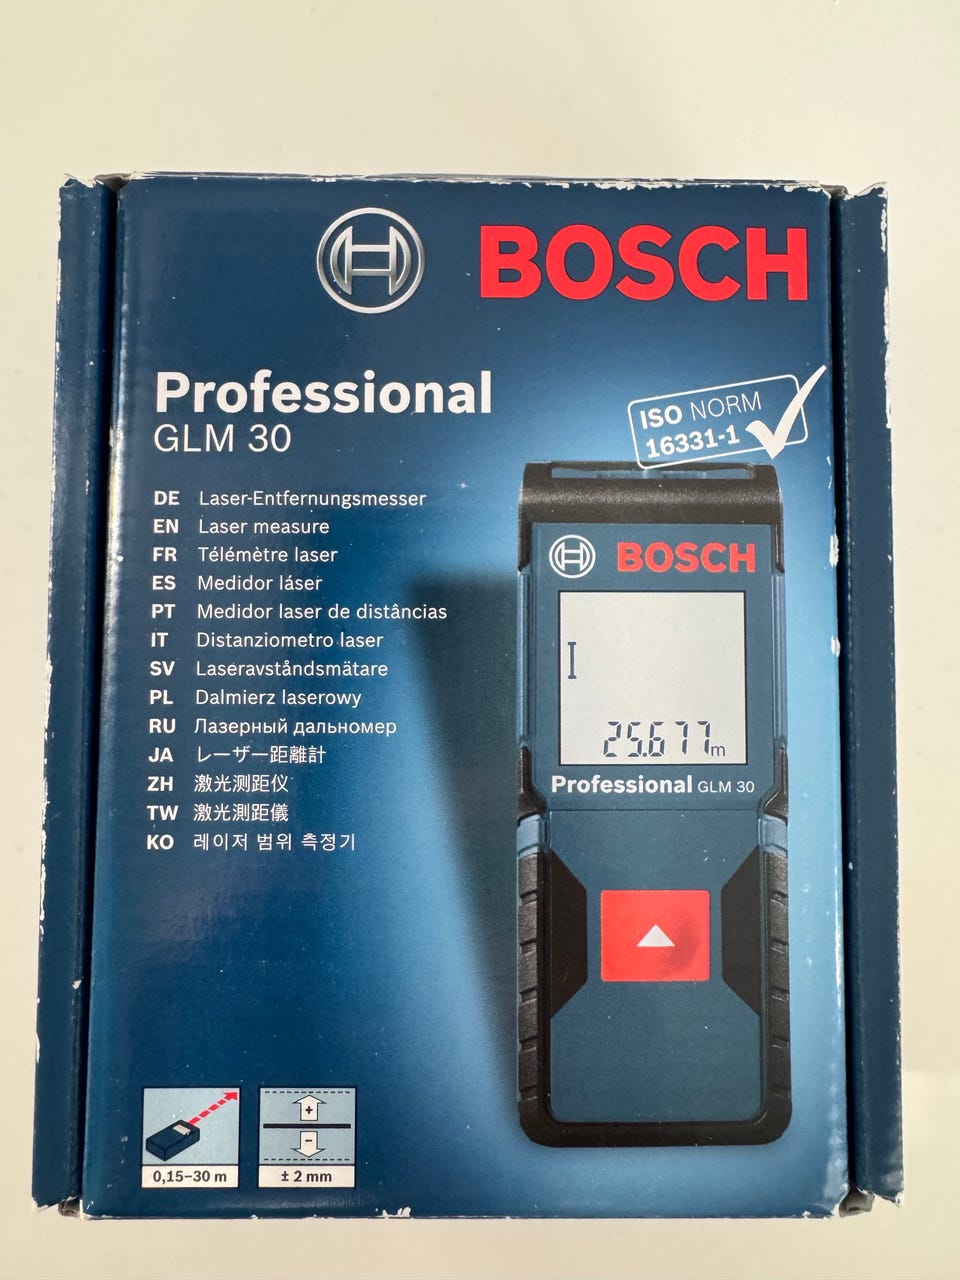 BOSCH
Professional
GLM 30
ISO NORM
16331-1
DE Laser-Entfernungsmesser
EN Laser measure
FR Télémètre laser
ES Medidor láser
PT Medidor laser de distâncias
IT Distanziometro laser
SV Laseravståndsmätare
PL Dalmierz laserowy
RU Лазерный дальномер
JA レーザー距離計
ZH 激光测距仪
TW 激光測距儀
KO 레이저 범위 측정기
BOSCH
25.677m
Professional GLM 30
0,15–30 m
+
–
± 2 mm